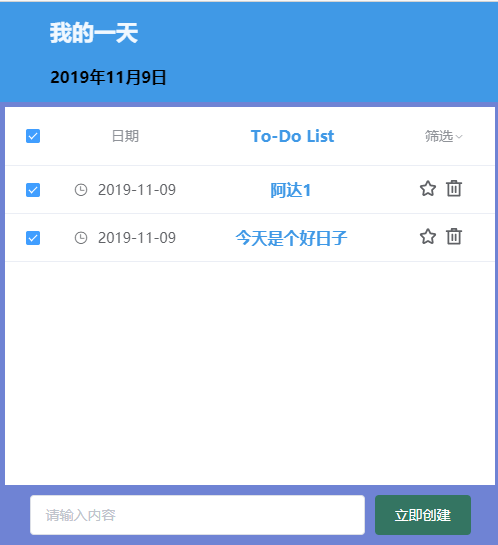 我的一天
2019年11月9日
日期 To-Do List 筛选
2019-11-09 阿达1
2019-11-09 今天是个好日子
请输入内容 立即创建